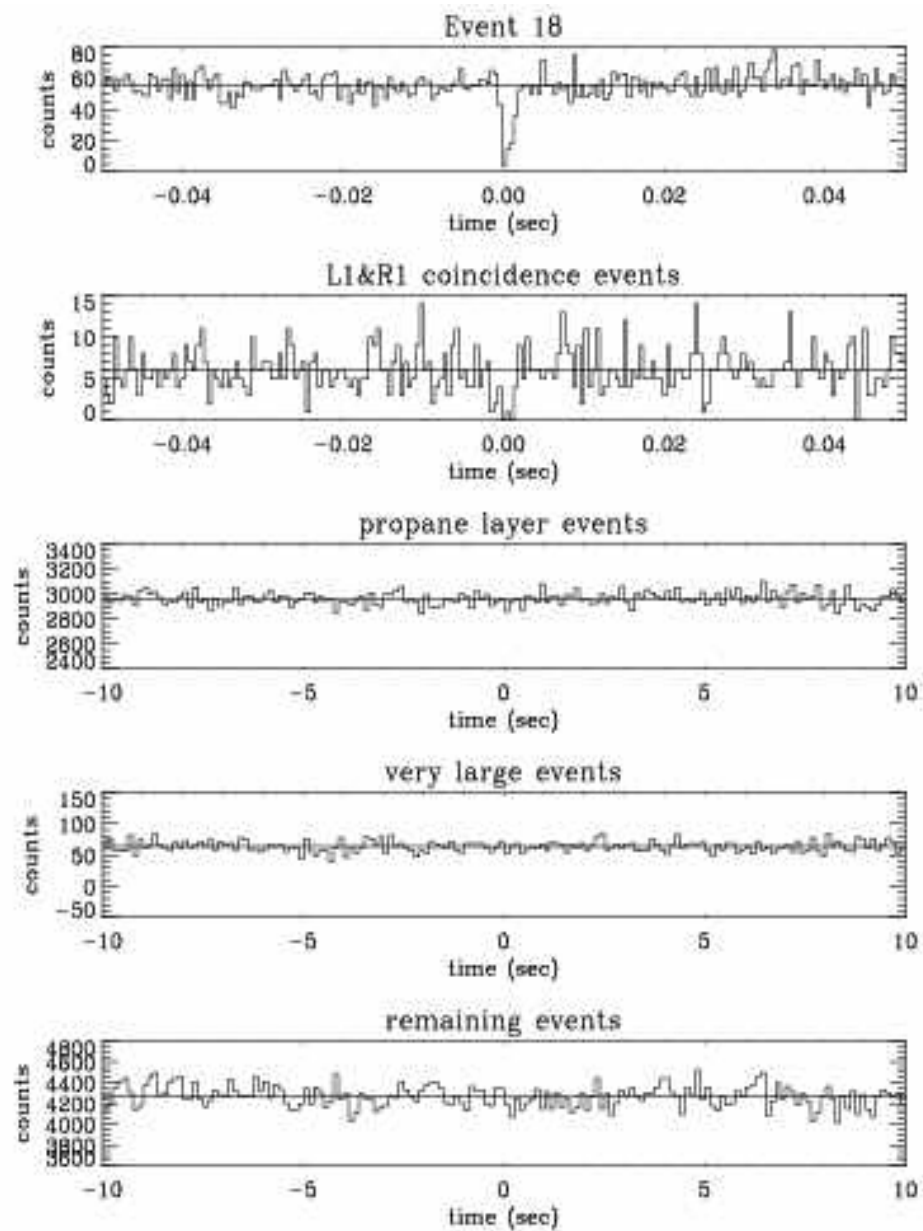 Event 18
80
60
40
20
0
counts
-0.04 -0.02 0.00 0.02 0.04
time (sec)
L1&R1 coincidence events
15
10
5
0
counts
-0.04 -0.02 0.00 0.02 0.04
time (sec)
propane layer events
3400
3200
3000
2800
2600
2400
counts
-10 -5 0 5 10
time (sec)
very large events
150
100
50
0
-50
counts
-10 -5 0 5 10
time (sec)
remaining events
4800
4600
4400
4200
4000
3800
3600
counts
-10 -5 0 5 10
time (sec)